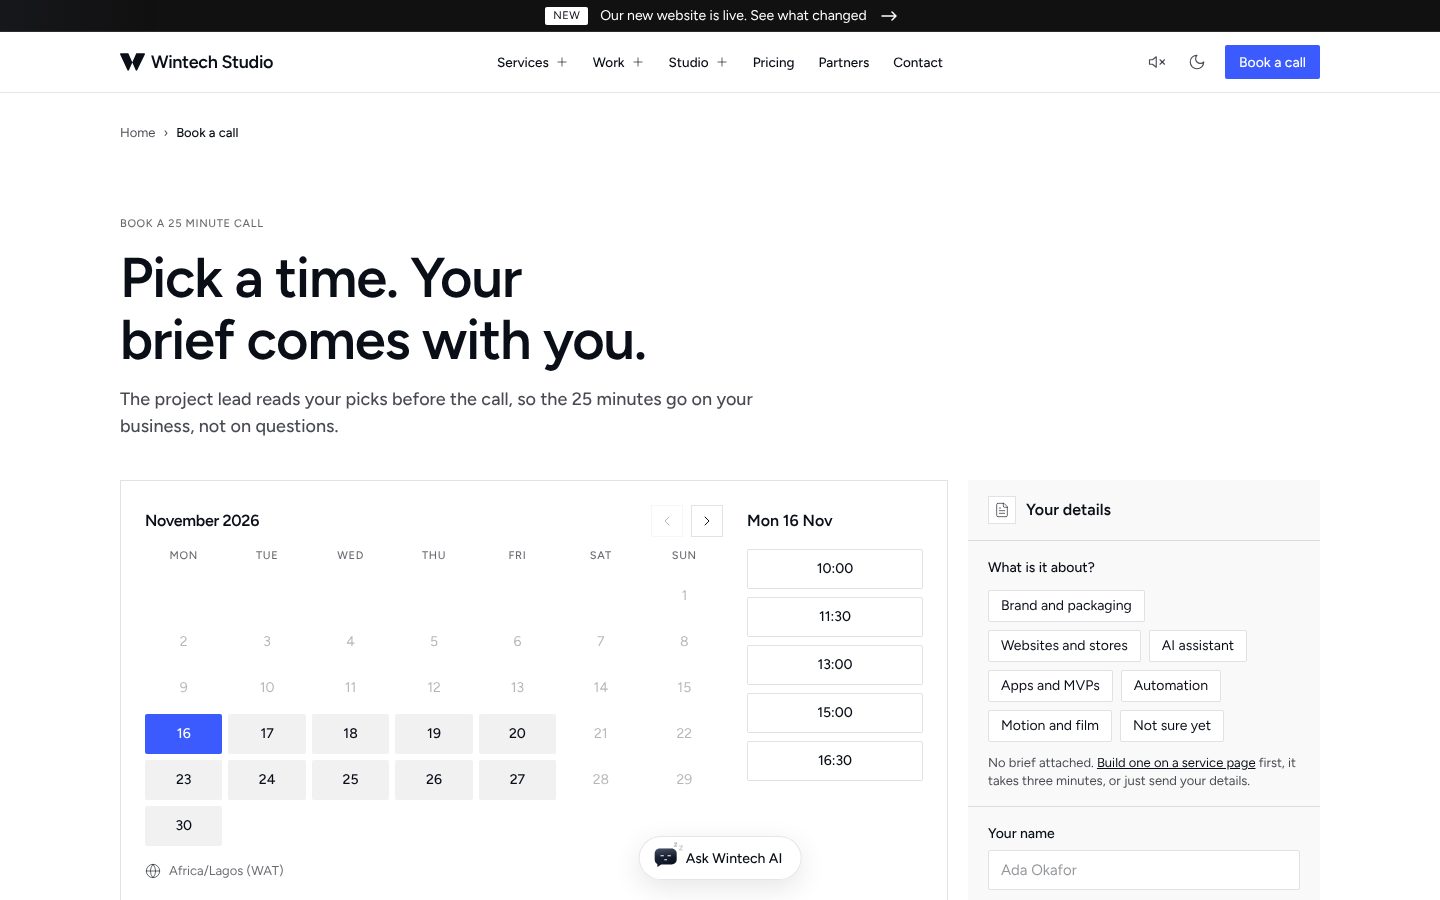 NEW Our new website is live. See what changed →
Wintech Studio Services + Work + Studio + Pricing Partners Contact Book a call
Home › Book a call
BOOK A 25 MINUTE CALL
Pick a time. Your
brief comes with you.
The project lead reads your picks before the call, so the 25 minutes go on your
business, not on questions.
November 2026
MON TUE WED THU FRI SAT SUN
1
2 3 4 5 6 7 8
9 10 11 12 13 14 15
16 17 18 19 20 21 22
23 24 25 26 27 28 29
30
Africa/Lagos (WAT)
Mon 16 Nov
10:00
11:30
13:00
15:00
16:30
Your details
What is it about?
Brand and packaging
Websites and stores AI assistant
Apps and MVPs Automation
Motion and film Not sure yet
No brief attached. Build one on a service page first, it
takes three minutes, or just send your details.
Your name
Ada Okafor
Ask Wintech AI